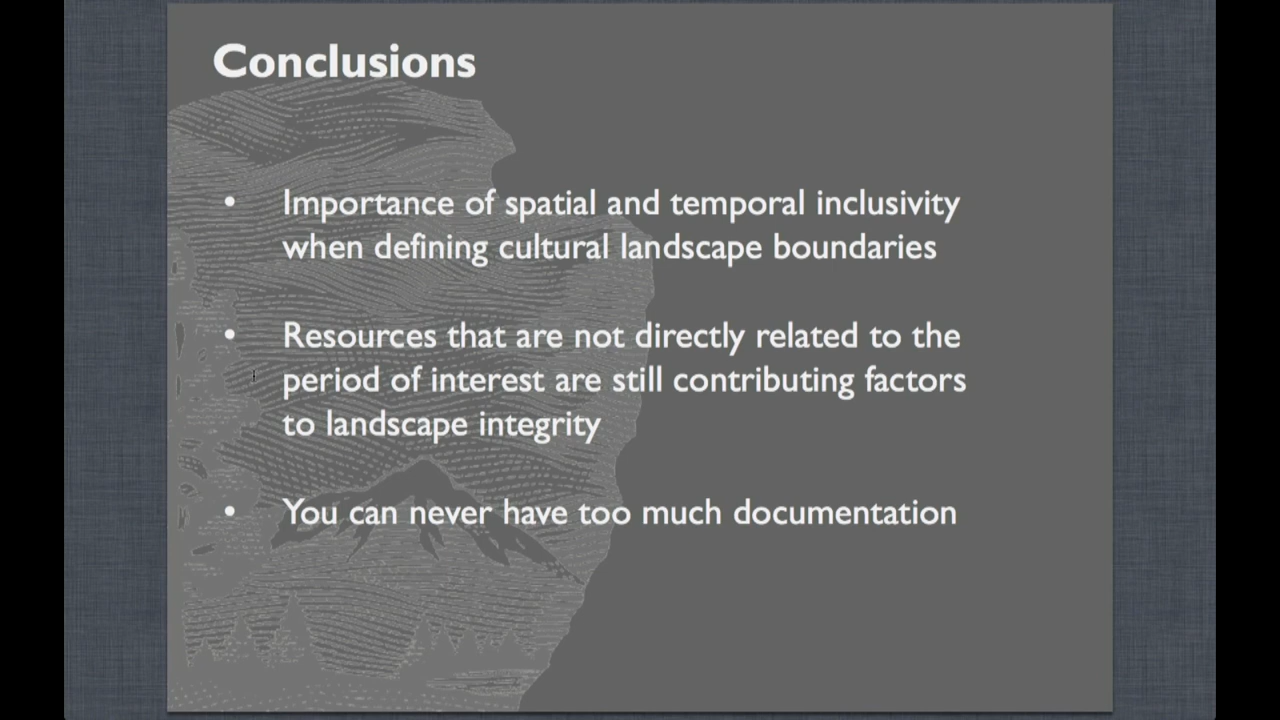 Conclusions
• Importance of spatial and temporal inclusivity
when defining cultural landscape boundaries
• Resources that are not directly related to the
period of interest are still contributing factors
to landscape integrity
• You can never have too much documentation